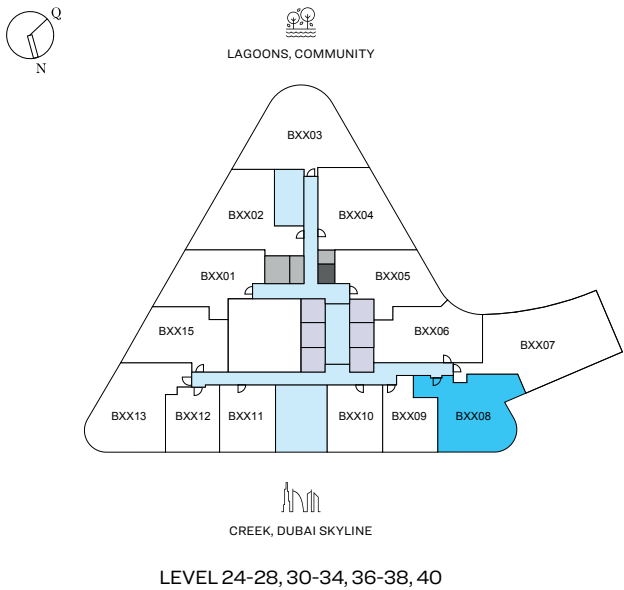 Q
N
LAGOONS, COMMUNITY
BXX03
BXX02
BXX04
BXX01
BXX05
BXX15
BXX06
BXX07
BXX13
BXX12
BXX11
BXX10
BXX09
BXX08
CREEK, DUBAI SKYLINE
LEVEL 24-28, 30-34, 36-38, 40